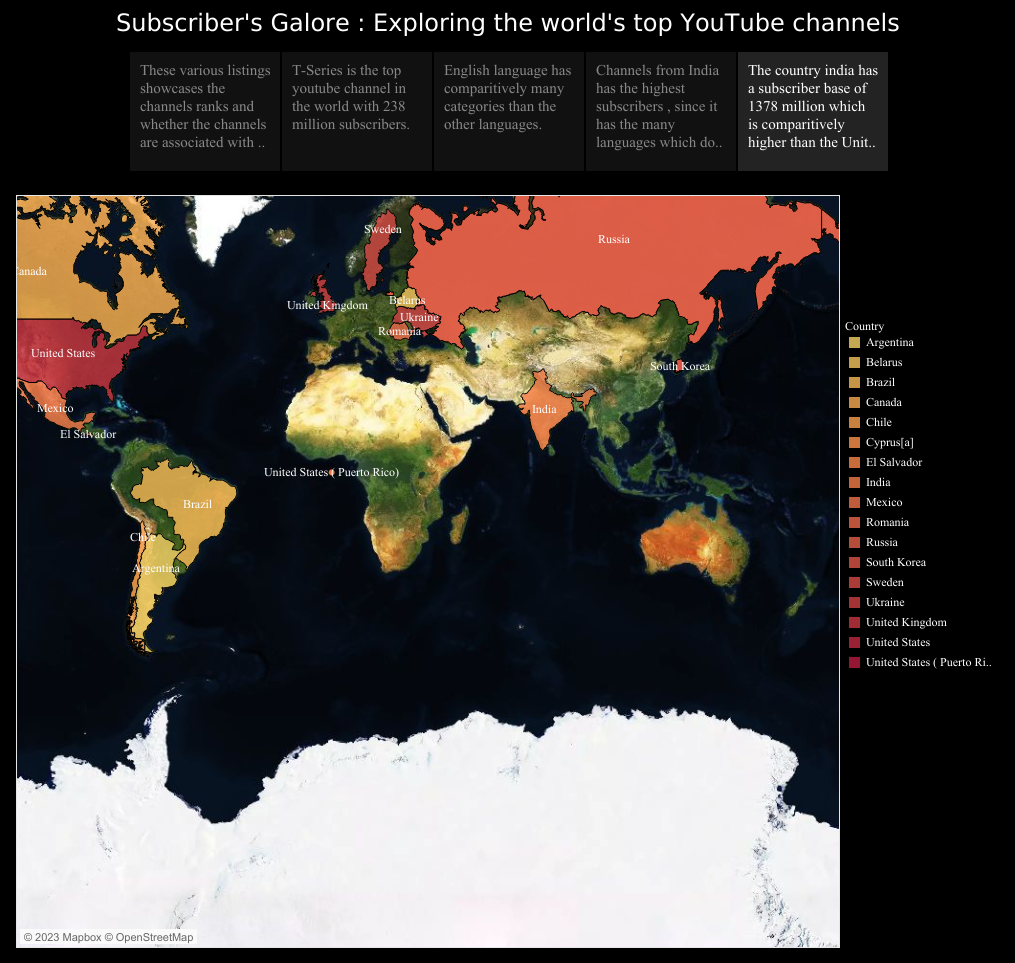 Subscriber's Galore : Exploring the world's top YouTube channels
These various listings
showcases the
channels ranks and
whether the channels
are associated with ..
T-Series is the top
youtube channel in
the world with 238
million subscribers.
English language has
comparitively many
categories than the
other languages.
Channels from India
has the highest
subscribers , since it
has the many
languages which do..
The country india has
a subscriber base of
1378 million which
is comparitively
higher than the Unit..
Sweden
Russia
anada
United Kingdom
Belarus
Ukraine
Romania
United States
South Korea
Mexico
India
El Salvador
United States ( Puerto Rico)
Brazil
Chile
Argentina
© 2023 Mapbox © OpenStreetMap
Country
Argentina
Belarus
Brazil
Canada
Chile
Cyprus[a]
El Salvador
India
Mexico
Romania
Russia
South Korea
Sweden
Ukraine
United Kingdom
United States
United States ( Puerto Ri..